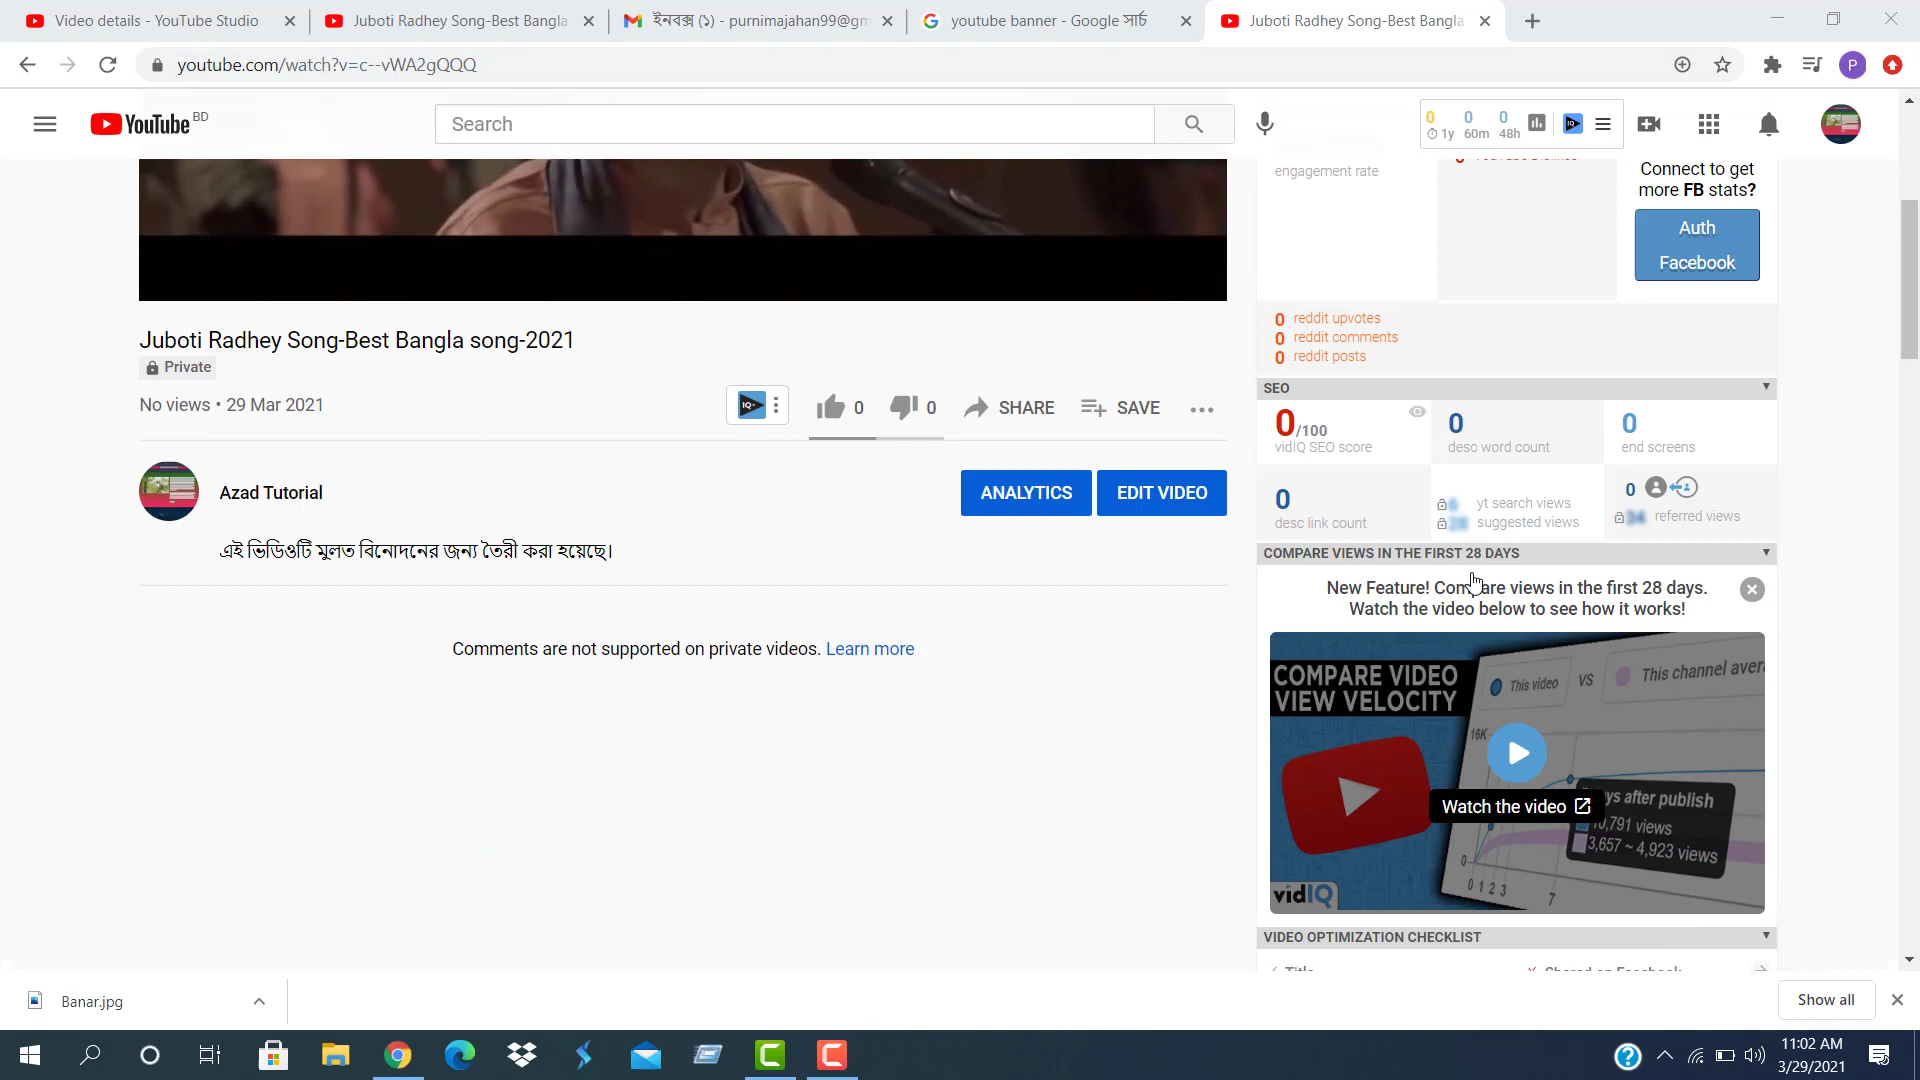 Video details - YouTube Studio
Juboti Radhey Song-Best Bangla
ইনবক্স (১) - purnimajahan99@gm
youtube banner - Google সার্চ
Juboti Radhey Song-Best Bangla
youtube.com/watch?v=c--vWA2gQQQ
P
YouTube BD
Search
0 0 0
1y 60m 48h
engagement rate
Connect to get
more FB stats?
Auth
Facebook
0 reddit upvotes
0 reddit comments
0 reddit posts
Juboti Radhey Song-Best Bangla song-2021
Private
No views • 29 Mar 2021
IQ
0
0
SHARE
SAVE
SEO
0/100
vidIQ SEO score
0
desc word count
0
end screens
0
desc link count
yt search views
suggested views
0
referred views
Azad Tutorial
ANALYTICS
EDIT VIDEO
এই ভিডিওটি মুলত বিনোদনের জন্য তৈরী করা হয়েছে।
Comments are not supported on private videos. Learn more
COMPARE VIEWS IN THE FIRST 28 DAYS
New Feature! Compare views in the first 28 days.
Watch the video below to see how it works!
COMPARE VIDEO
VIEW VELOCITY
This video
VS
This channel avera
16K
Watch the video
ys after publish
10,791 views
3,657 ~ 4,923 views
0
0 1 2 3
7
vidIQ
VIDEO OPTIMIZATION CHECKLIST
Banar.jpg
Show all
11:02 AM
3/29/2021